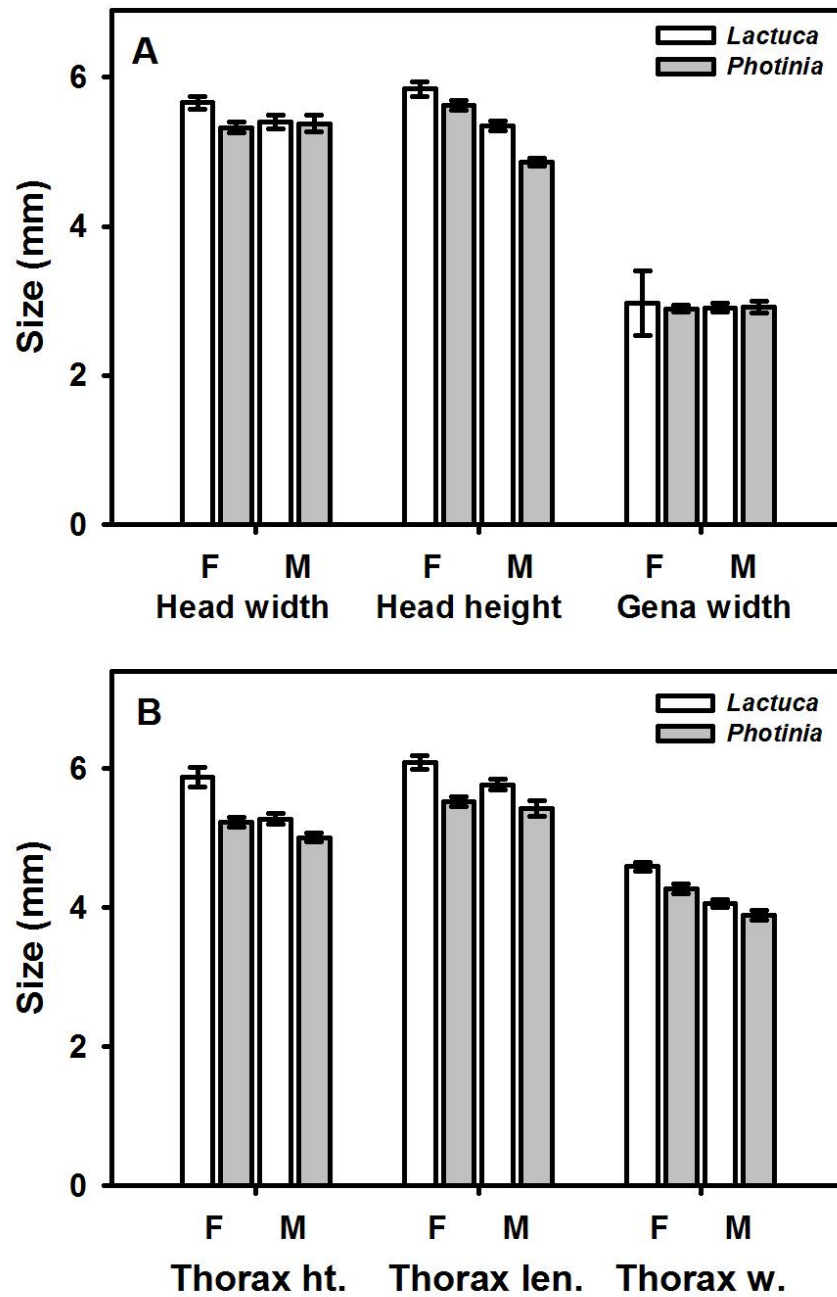 A
Lactuca
Photinia
6
4
2
0
Size (mm)
F M F M F M
Head width Head height Gena width
B
Lactuca
Photinia
6
4
2
0
Size (mm)
F M F M F M
Thorax ht. Thorax len. Thorax w.